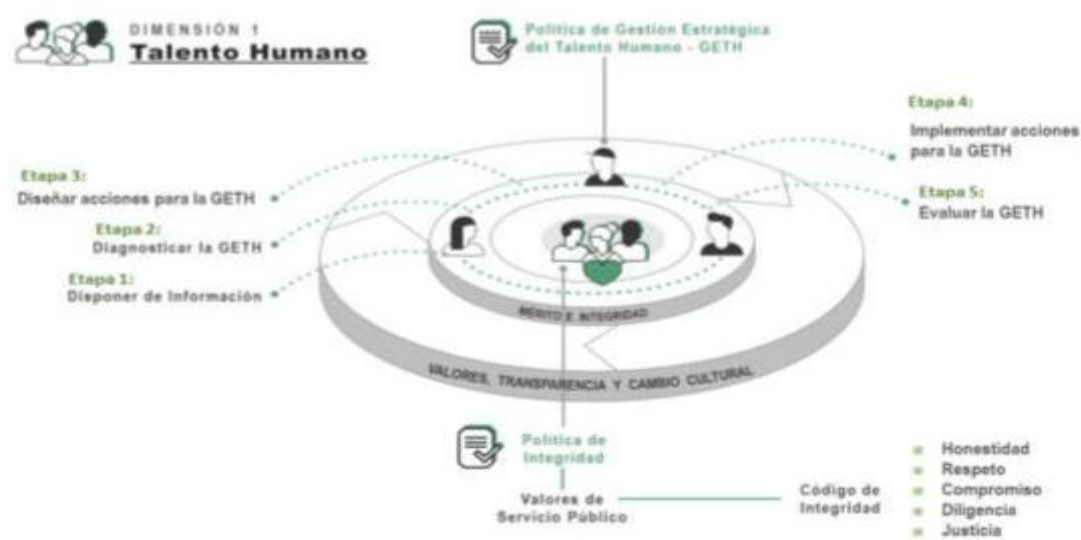 DIMENSIÓN 1
Talento Humano
Política de Gestión Estratégica
del Talento Humano - GETH
Etapa 4:
Implementar acciones
para la GETH
Etapa 3:
Diseñar acciones para la GETH
Etapa 5:
Evaluar la GETH
Etapa 2:
Diagnosticar la GETH
Etapa 1:
Disponer de Información
MÉRITO E INTEGRIDAD
VALORES, TRANSPARENCIA Y CAMBIO CULTURAL
Política de
Integridad
Valores de
Servicio Público
Código de
Integridad
Honestidad
Respeto
Compromiso
Diligencia
Justicia